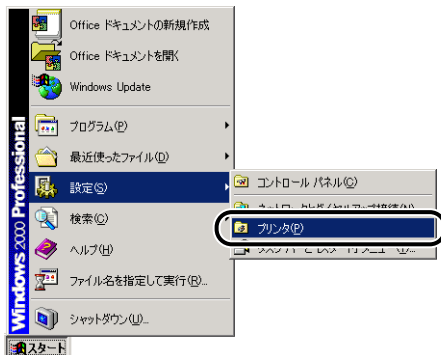 Windows 2000 Professional
Office ドキュメントの新規作成
Office ドキュメントを開く
Windows Update
プログラム(P)
最近使ったファイル(D)
設定(S)
検索(C)
ヘルプ(H)
ファイル名を指定して実行(R)...
シャットダウン(U)...
コントロール パネル(C)
プリンタ(P)
スタート